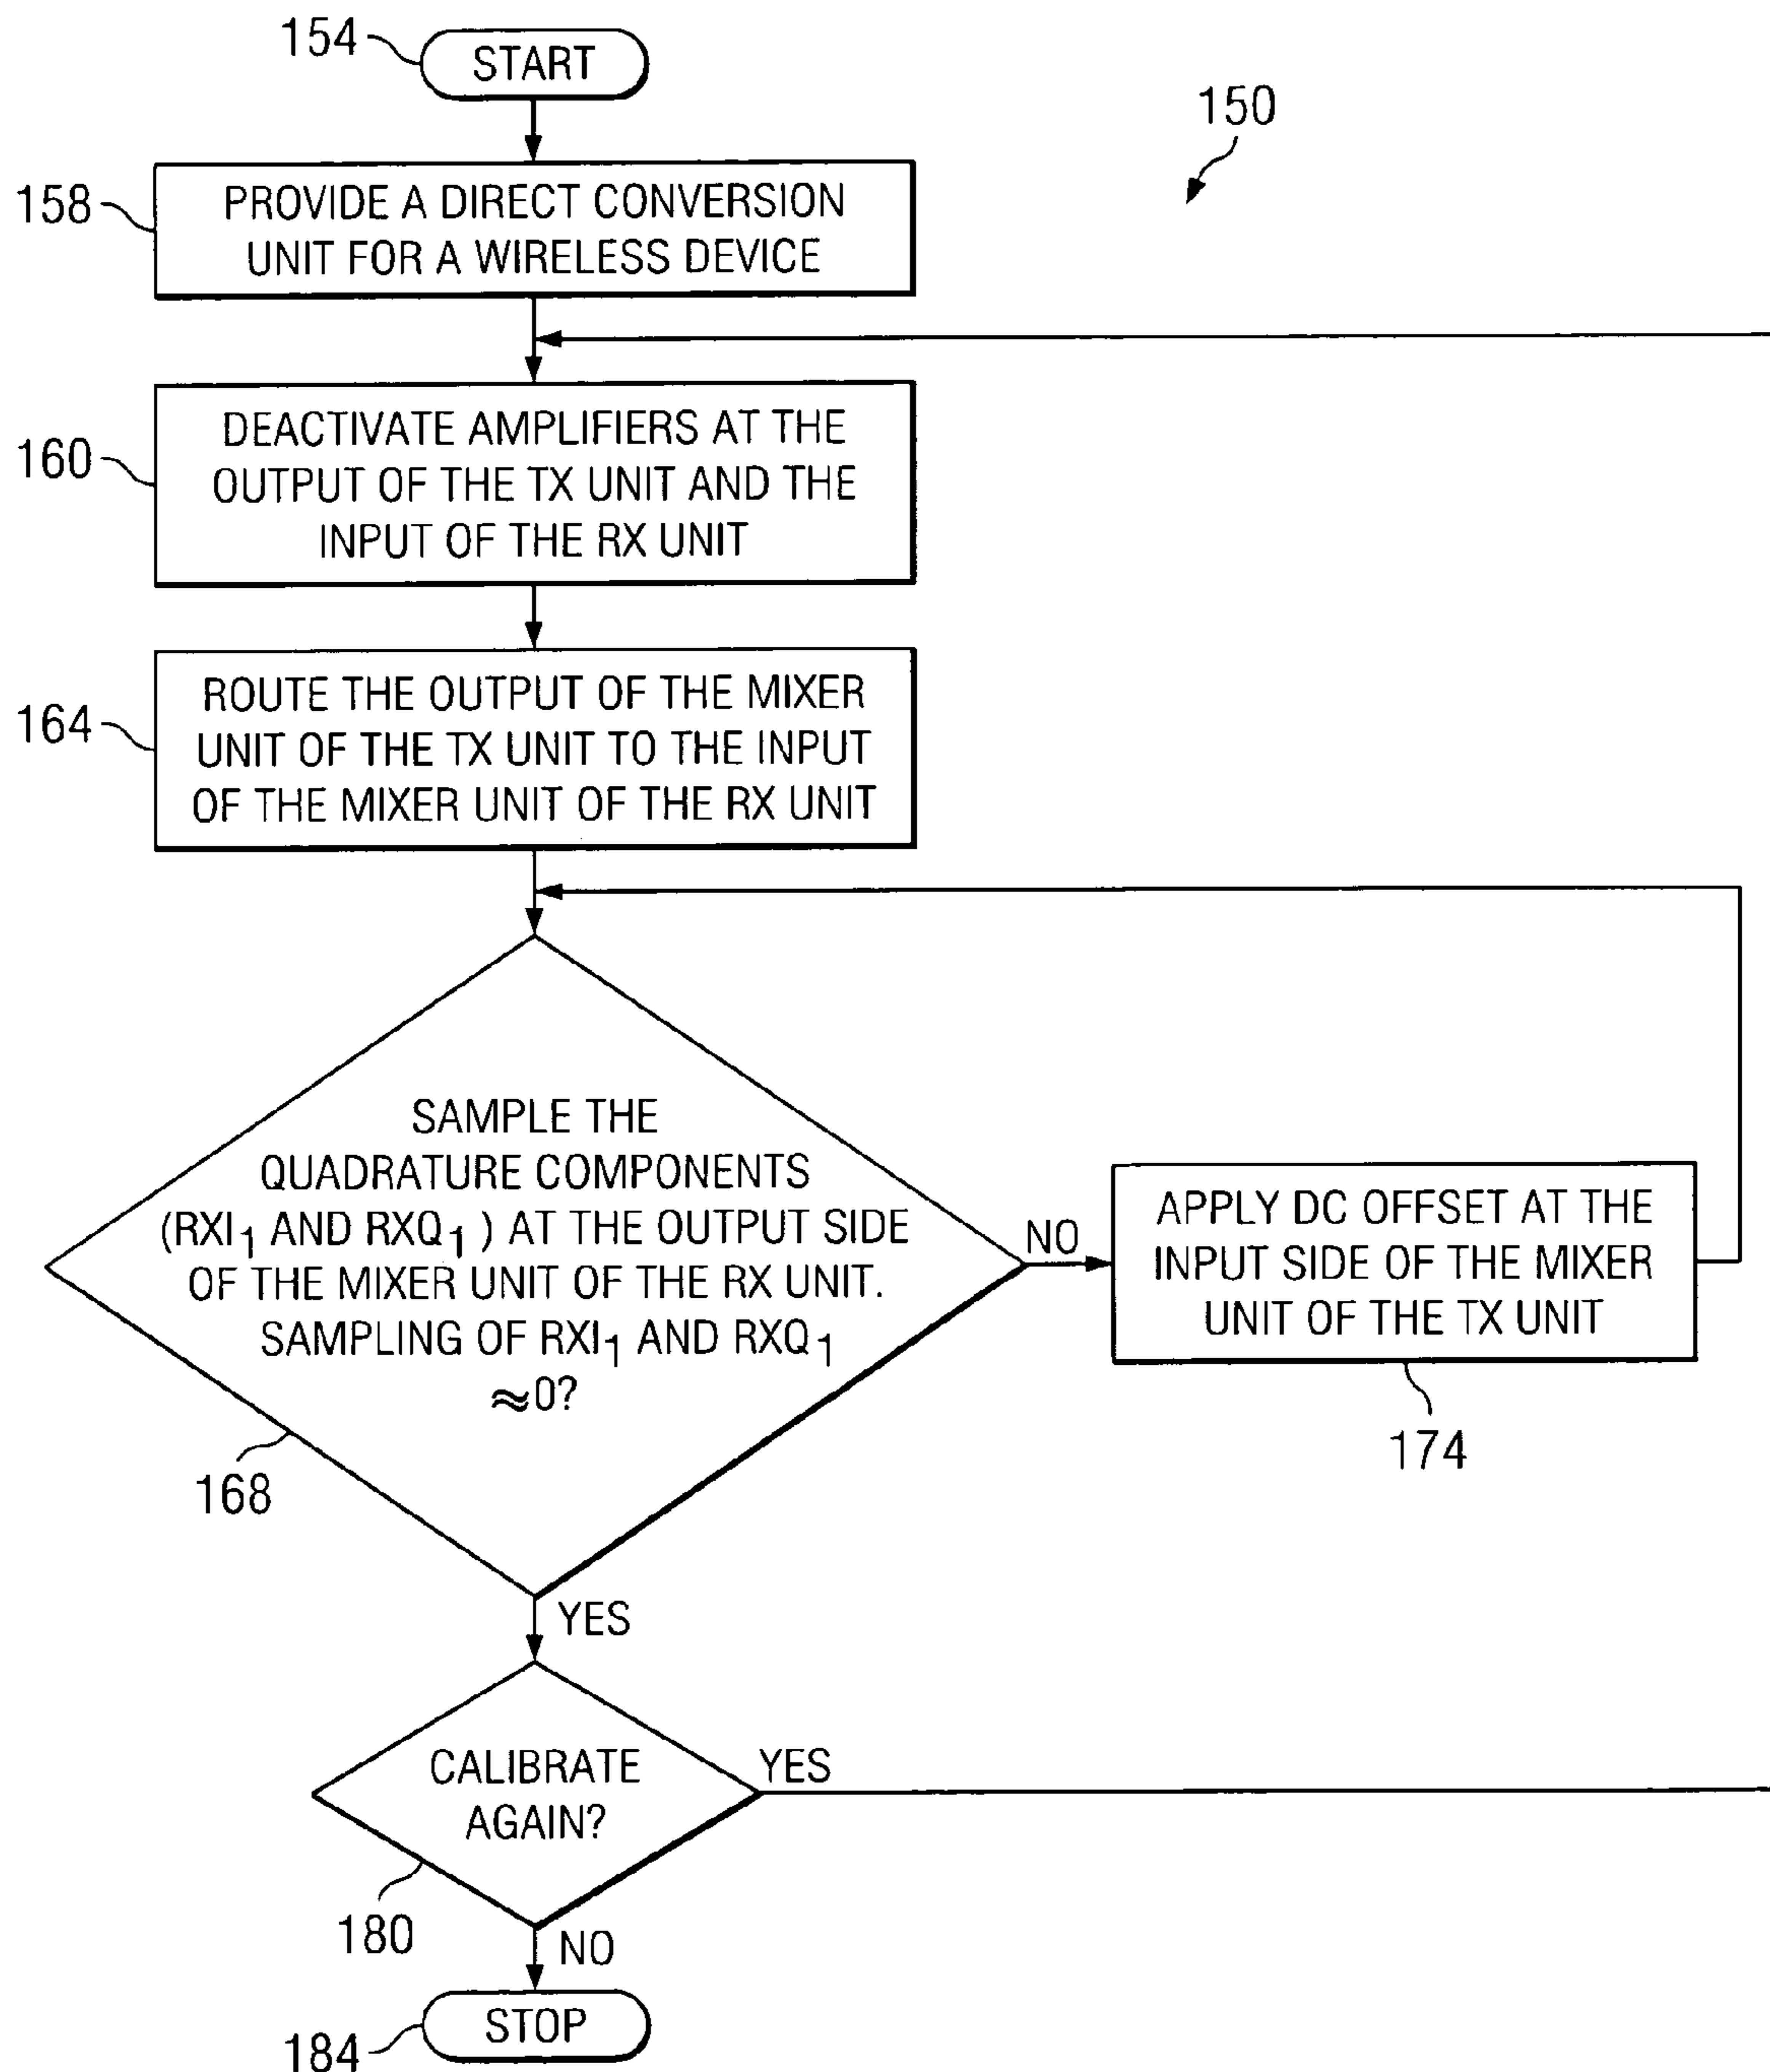 154
START
150
158
PROVIDE A DIRECT CONVERSION
UNIT FOR A WIRELESS DEVICE
160
DEACTIVATE AMPLIFIERS AT THE
OUTPUT OF THE TX UNIT AND THE
INPUT OF THE RX UNIT
164
ROUTE THE OUTPUT OF THE MIXER
UNIT OF THE TX UNIT TO THE INPUT
OF THE MIXER UNIT OF THE RX UNIT
SAMPLE THE
QUADRATURE COMPONENTS
(RXI1 AND RXQ1 ) AT THE OUTPUT SIDE
OF THE MIXER UNIT OF THE RX UNIT.
SAMPLING OF RXI1 AND RXQ1
≈0?
168
NO
APPLY DC OFFSET AT THE
INPUT SIDE OF THE MIXER
UNIT OF THE TX UNIT
174
YES
CALIBRATE
AGAIN?
YES
180
NO
STOP
184